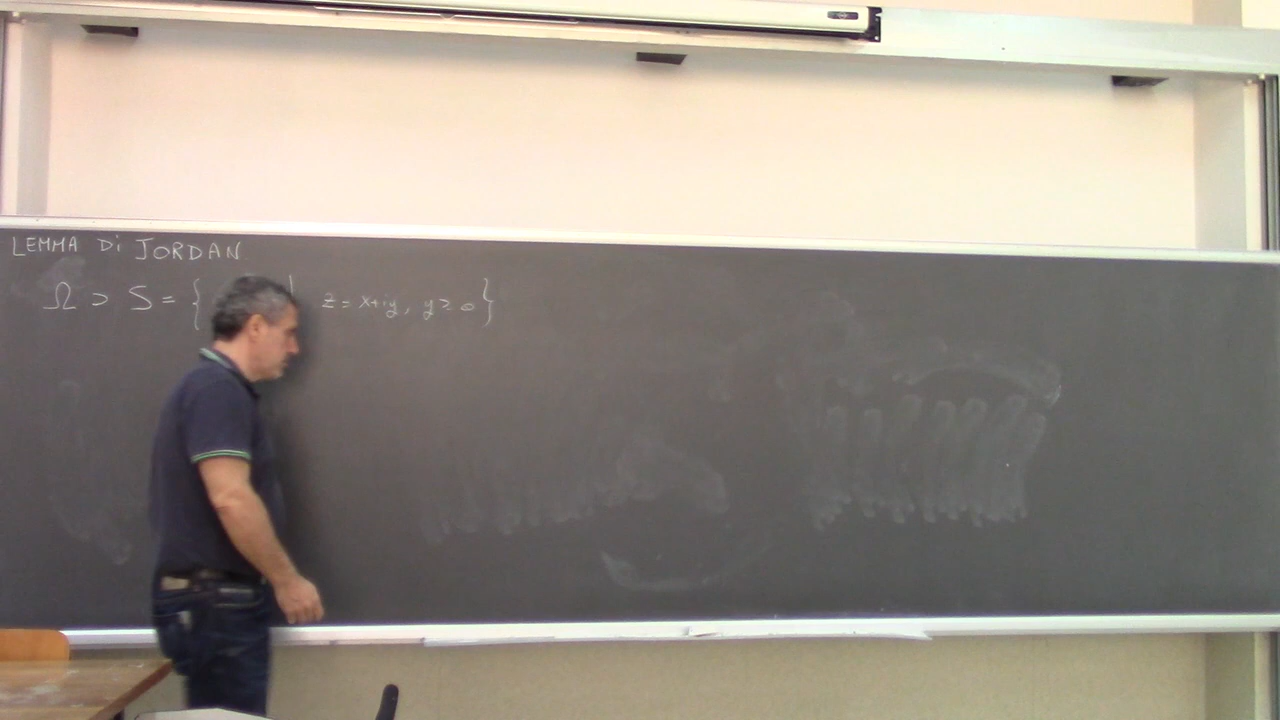 LEMMA Di JORDAN
Ω ⊃ S = { | z = x+iy, y ≥ 0 }